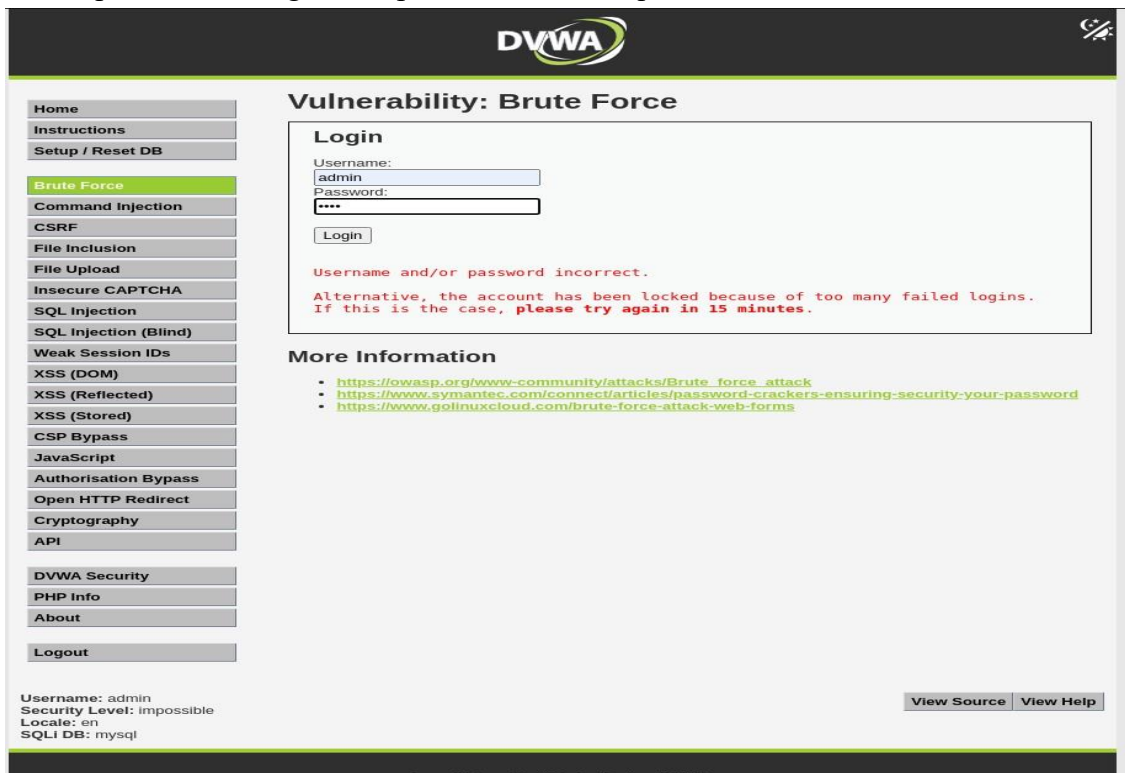 DVWA
Home
Instructions
Setup / Reset DB
Brute Force
Command Injection
CSRF
File Inclusion
File Upload
Insecure CAPTCHA
SQL Injection
SQL Injection (Blind)
Weak Session IDs
XSS (DOM)
XSS (Reflected)
XSS (Stored)
CSP Bypass
JavaScript
Authorisation Bypass
Open HTTP Redirect
Cryptography
API
DVWA Security
PHP Info
About
Logout
Vulnerability: Brute Force
Login
Username:
admin
Password:
••••
Login
Username and/or password incorrect.
Alternative, the account has been locked because of too many failed logins.
If this is the case, please try again in 15 minutes.
More Information
• https://owasp.org/www-community/attacks/Brute_force_attack
• https://www.symantec.com/connect/articles/password-crackers-ensuring-security-your-password
• https://www.golinuxcloud.com/brute-force-attack-web-forms
Username: admin
Security Level: impossible
Locale: en
SQLi DB: mysql
View Source View Help